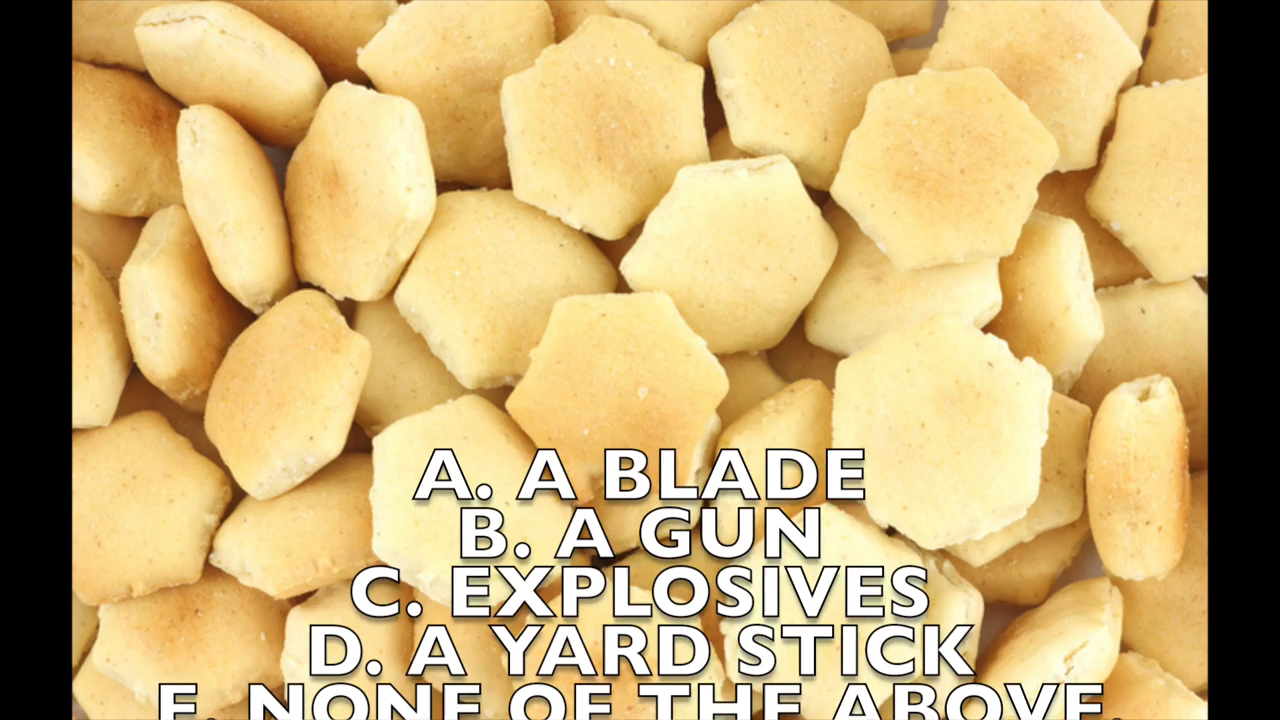 A. A BLADE
B. A GUN
C. EXPLOSIVES
D. A YARD STICK
E. NONE OF THE ABOVE.